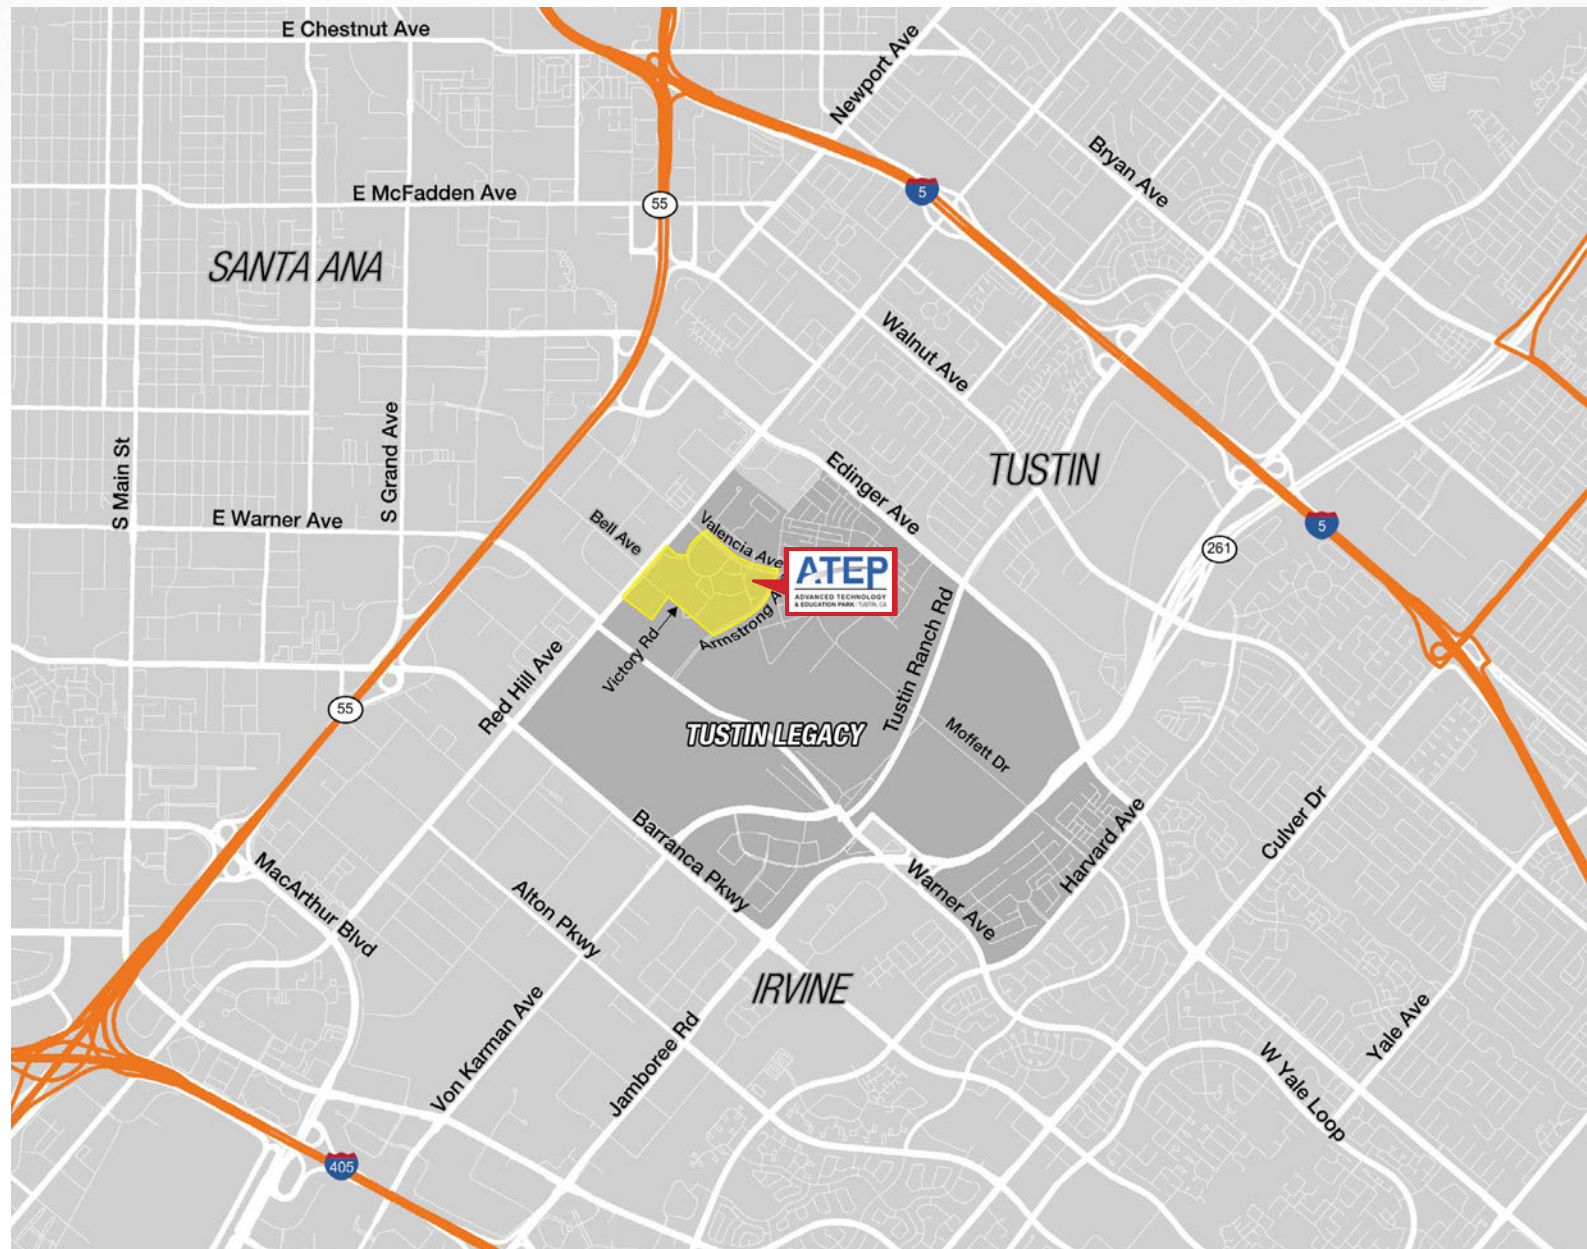 E Chestnut Ave
Newport Ave
Bryan Ave
E McFadden Ave
55
5
SANTA ANA
Walnut Ave
S Main St
S Grand Ave
E Warner Ave
Edinger Ave
TUSTIN
5
261
Bell Ave
Valencia Ave
ATEP
ADVANCED TECHNOLOGY
& EDUCATION PARK | TUSTIN, CA
Armstrong A
Victory Rd
Red Hill Ave
Tustin Ranch Rd
55
TUSTIN LEGACY
Moffett Dr
Barranca Pkwy
Harvard Ave
Culver Dr
MacArthur Blvd
Alton Pkwy
Warner Ave
IRVINE
Von Karman Ave
Jamboree Rd
Yale Ave
W Yale Loop
405